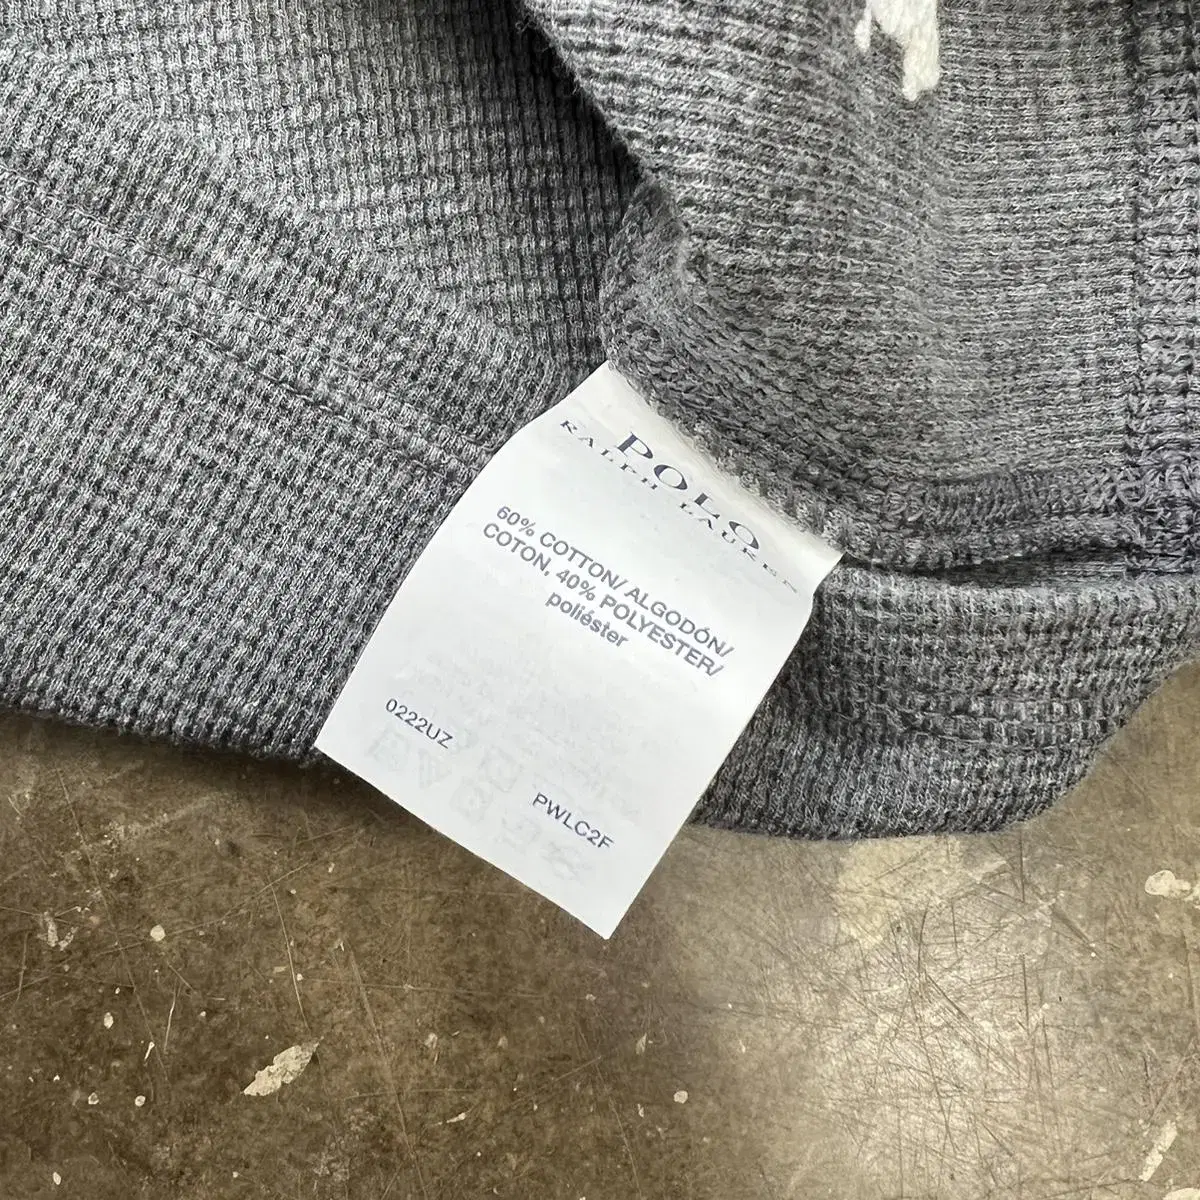 POLO
RALPH LAUREN
60% COTTON/ ALGODÓN/
COTON, 40% POLYESTER/
poliéster
0222UZ
PWLC2F